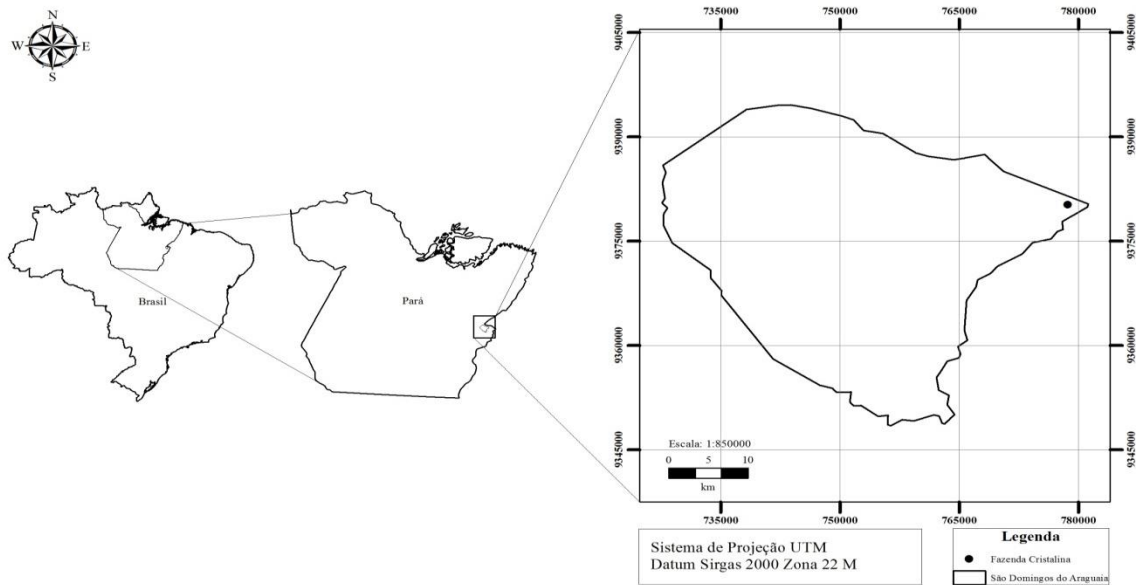 N
W E
S
735000 750000 765000 780000
9405000 9405000
9390000 9390000
9375000 9375000
Brasil
Pará
9360000 9360000
Escala: 1:850000
0 5 10
km
9345000 9345000
735000 750000 765000 780000
Sistema de Projeção UTM
Datum Sirgas 2000 Zona 22 M
Legenda
Fazenda Cristalina
São Domingos do Araguaia